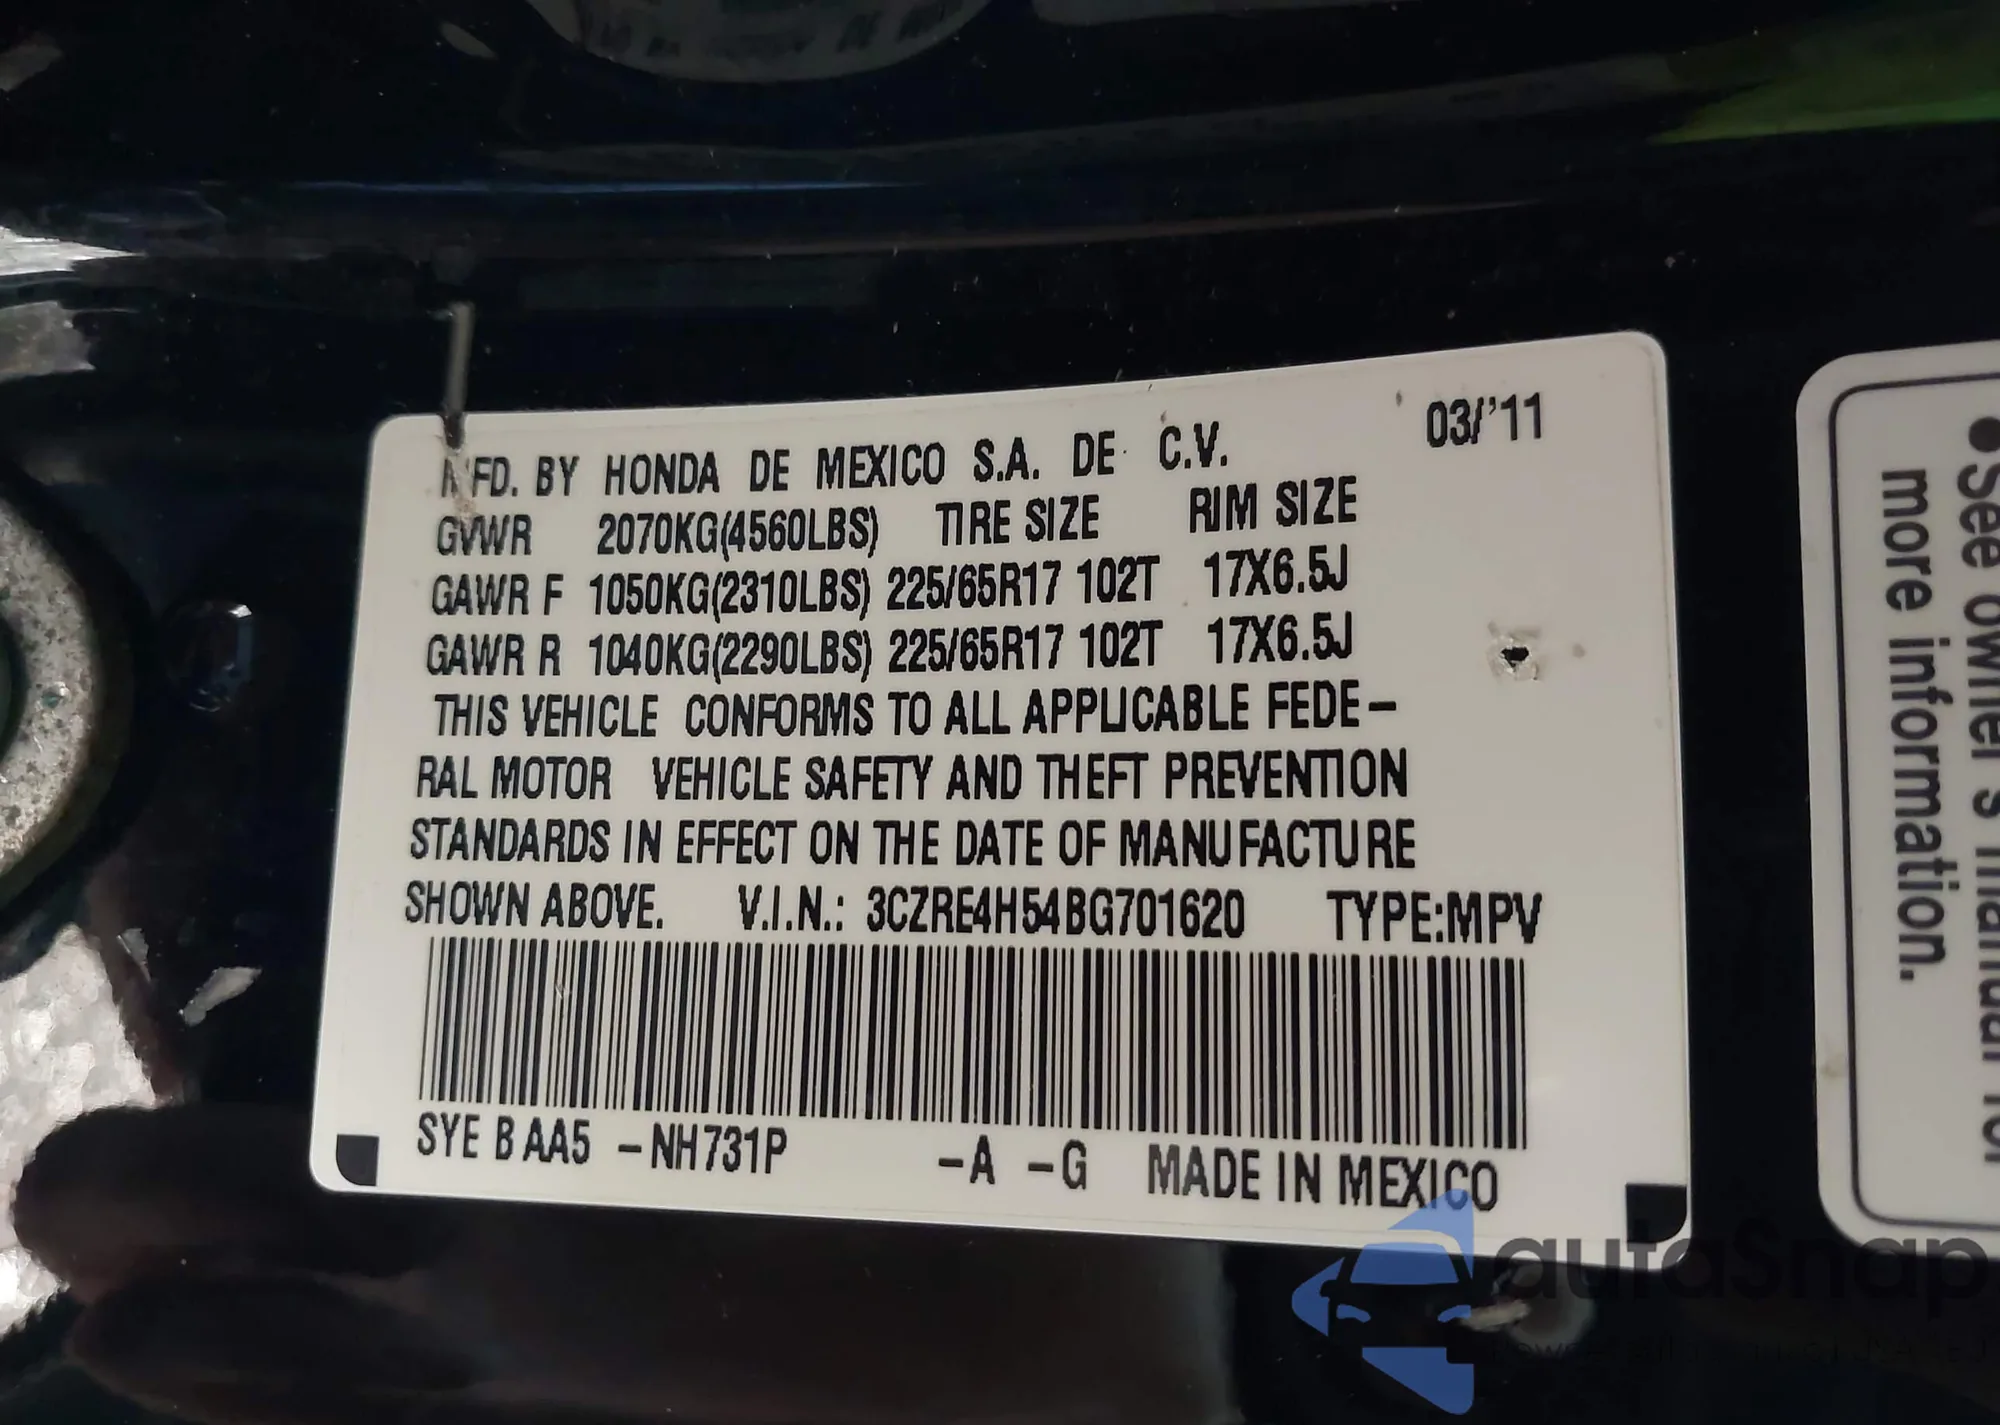 03/'11
MFD. BY HONDA DE MEXICO S.A. DE C.V.
GVWR 2070KG(4560LBS) TIRE SIZE RIM SIZE
GAWR F 1050KG(2310LBS) 225/65R17 102T 17X6.5J
GAWR R 1040KG(2290LBS) 225/65R17 102T 17X6.5J
THIS VEHICLE CONFORMS TO ALL APPLICABLE FEDE-
RAL MOTOR VEHICLE SAFETY AND THEFT PREVENTION
STANDARDS IN EFFECT ON THE DATE OF MANUFACTURE
SHOWN ABOVE. V.I.N.: 3CZRE4H54BG701620 TYPE:MPV
SYE B AA5 -NH731P -A -G MADE IN MEXICO
●See owner's manual for
more information.
autasnap